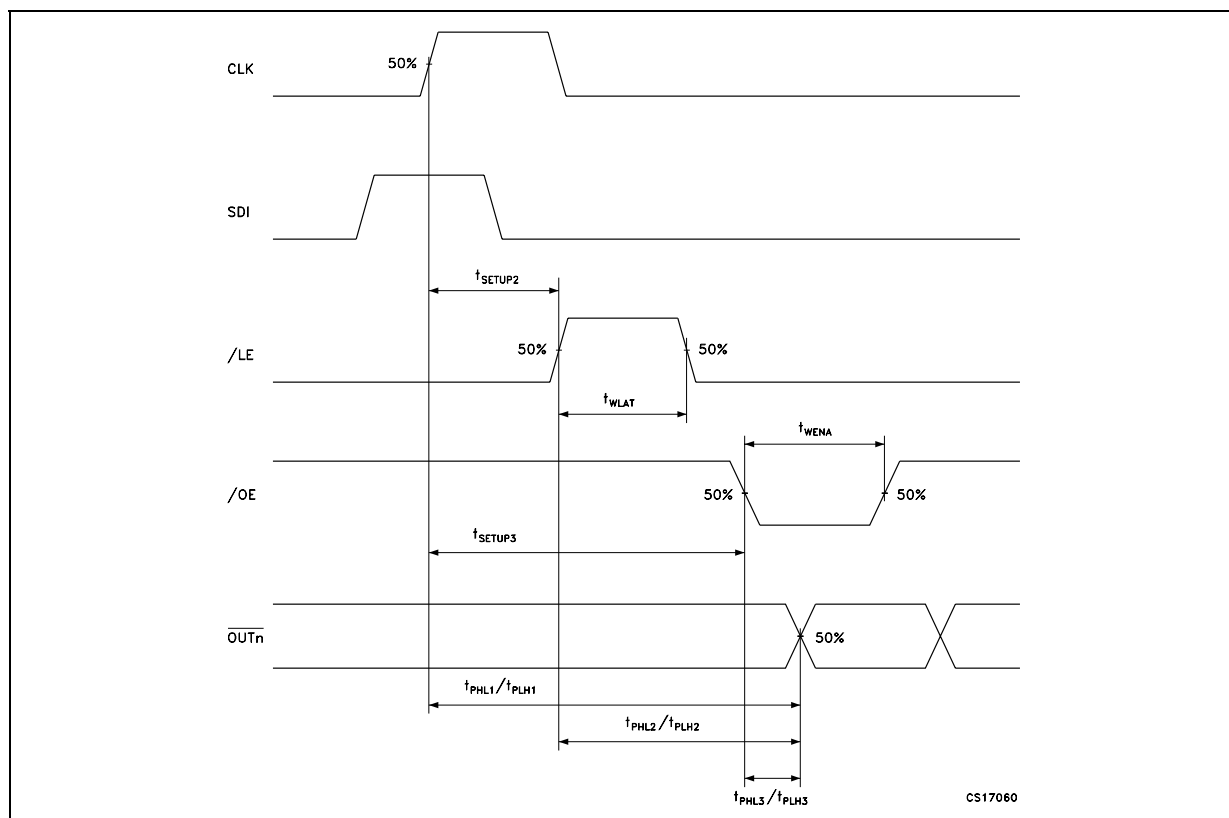 50%
CLK
SDI
tSETUP2
50%
50%
/LE
tWLAT
tWENA
/OE
50%
50%
tSETUP3
OUTn
50%
tPHL1/tPLH1
tPHL2/tPLH2
tPHL3/tPLH3
CS17060